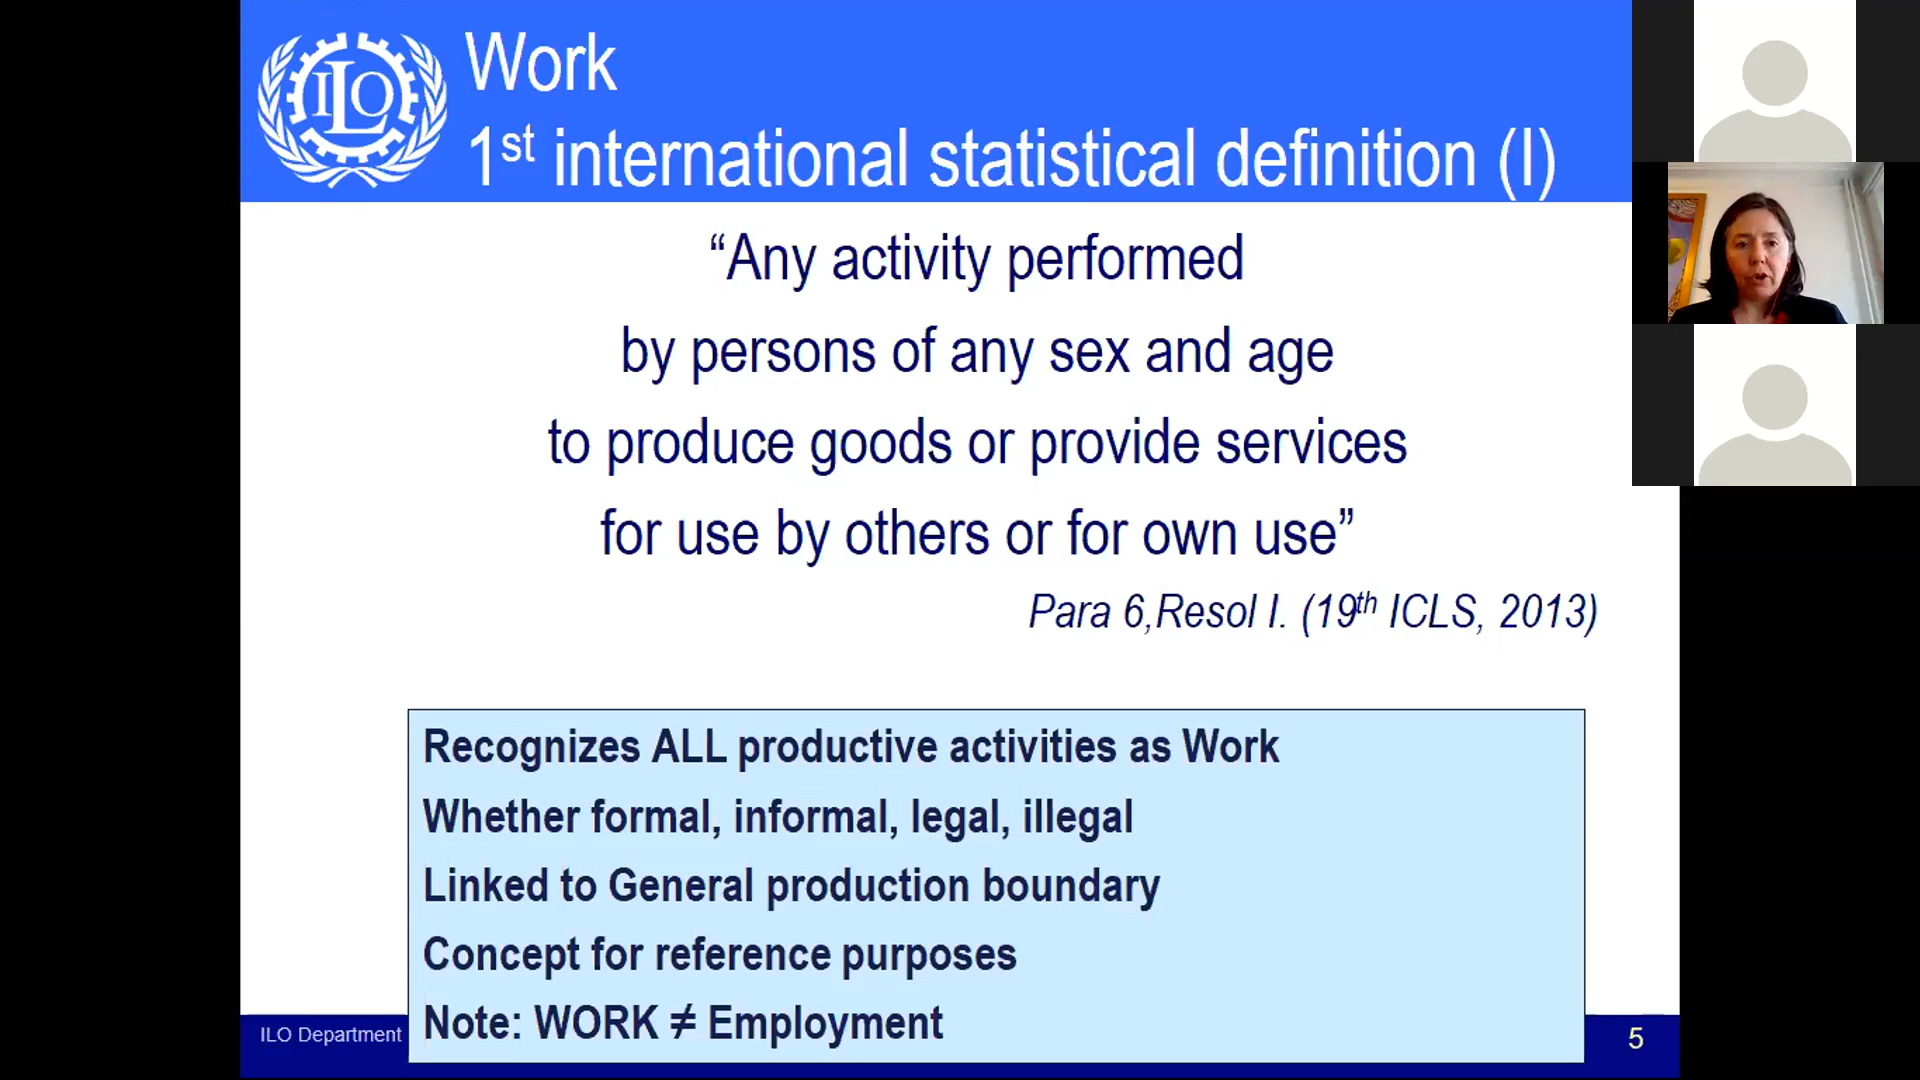 ILO
Work
1st international statistical definition (I)
“Any activity performed
by persons of any sex and age
to produce goods or provide services
for use by others or for own use”
Para 6,Resol I. (19th ICLS, 2013)
Recognizes ALL productive activities as Work
Whether formal, informal, legal, illegal
Linked to General production boundary
Concept for reference purposes
Note: WORK ≠ Employment
ILO Department
5